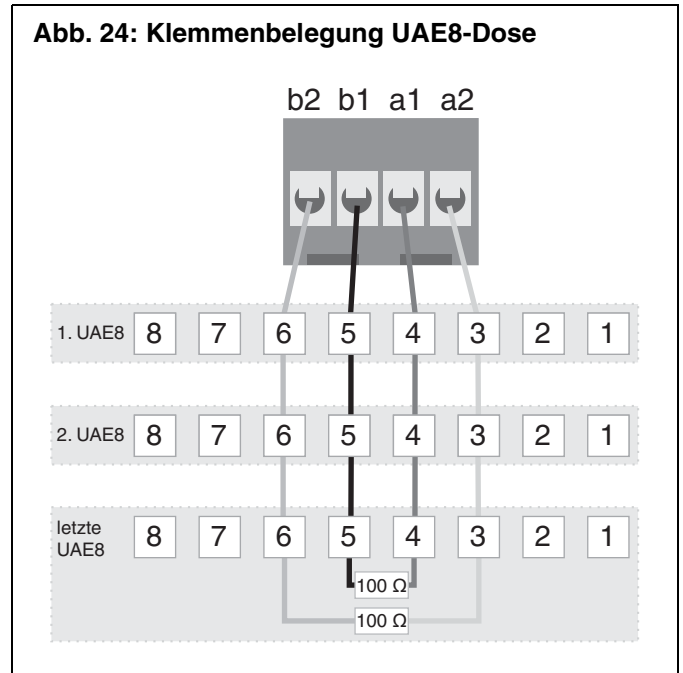 Abb. 24: Klemmenbelegung UAE8-Dose
b2 b1 a1 a2
1. UAE8 8 7 6 5 4 3 2 1
2. UAE8 8 7 6 5 4 3 2 1
letzte
UAE8 8 7 6 5 4 3 2 1
100 Ω
100 Ω